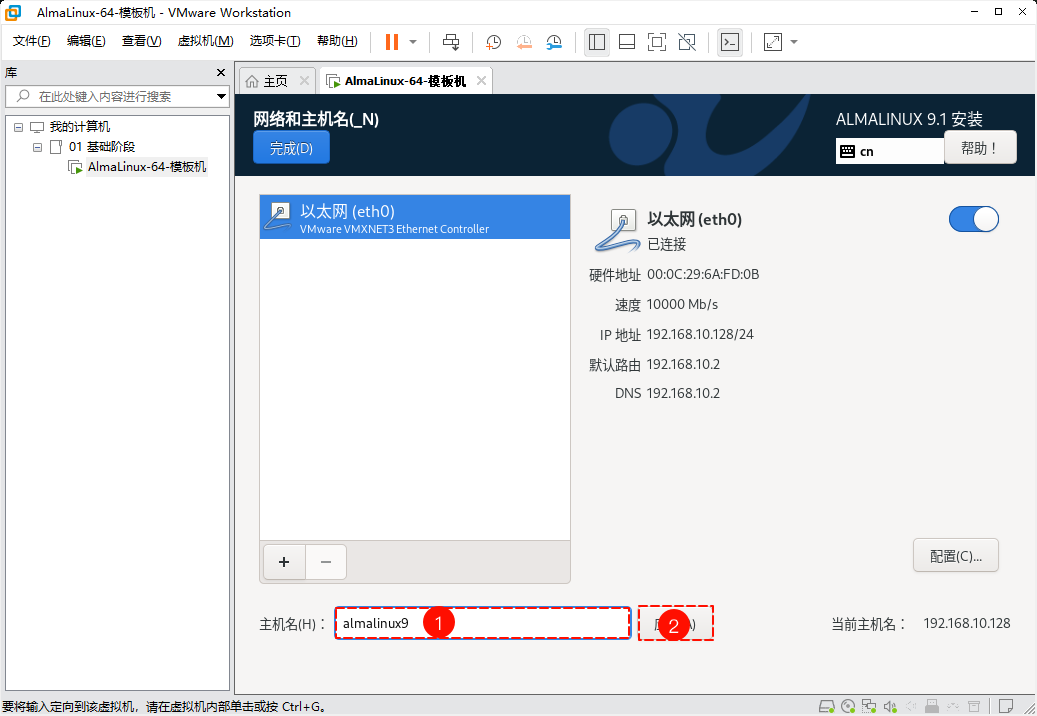 AlmaLinux-64-模板机 - VMware Workstation
文件(F) 编辑(E) 查看(V) 虚拟机(M) 选项卡(T) 帮助(H)
库
在此处键入内容进行搜索
我的计算机
01 基础阶段
AlmaLinux-64-模板机
主页
AlmaLinux-64-模板机
网络和主机名(_N)
完成(D)
ALMALINUX 9.1 安装
cn
帮助！
以太网 (eth0)
VMware VMXNET3 Ethernet Controller
以太网 (eth0)
已连接
硬件地址 00:0C:29:6A:FD:0B
速度 10000 Mb/s
IP 地址 192.168.10.128/24
默认路由 192.168.10.2
DNS 192.168.10.2
配置(C)...
主机名(H)： almalinux9
1
2
当前主机名： 192.168.10.128
要将输入定向到该虚拟机，请在虚拟机内部单击或按 Ctrl+G。